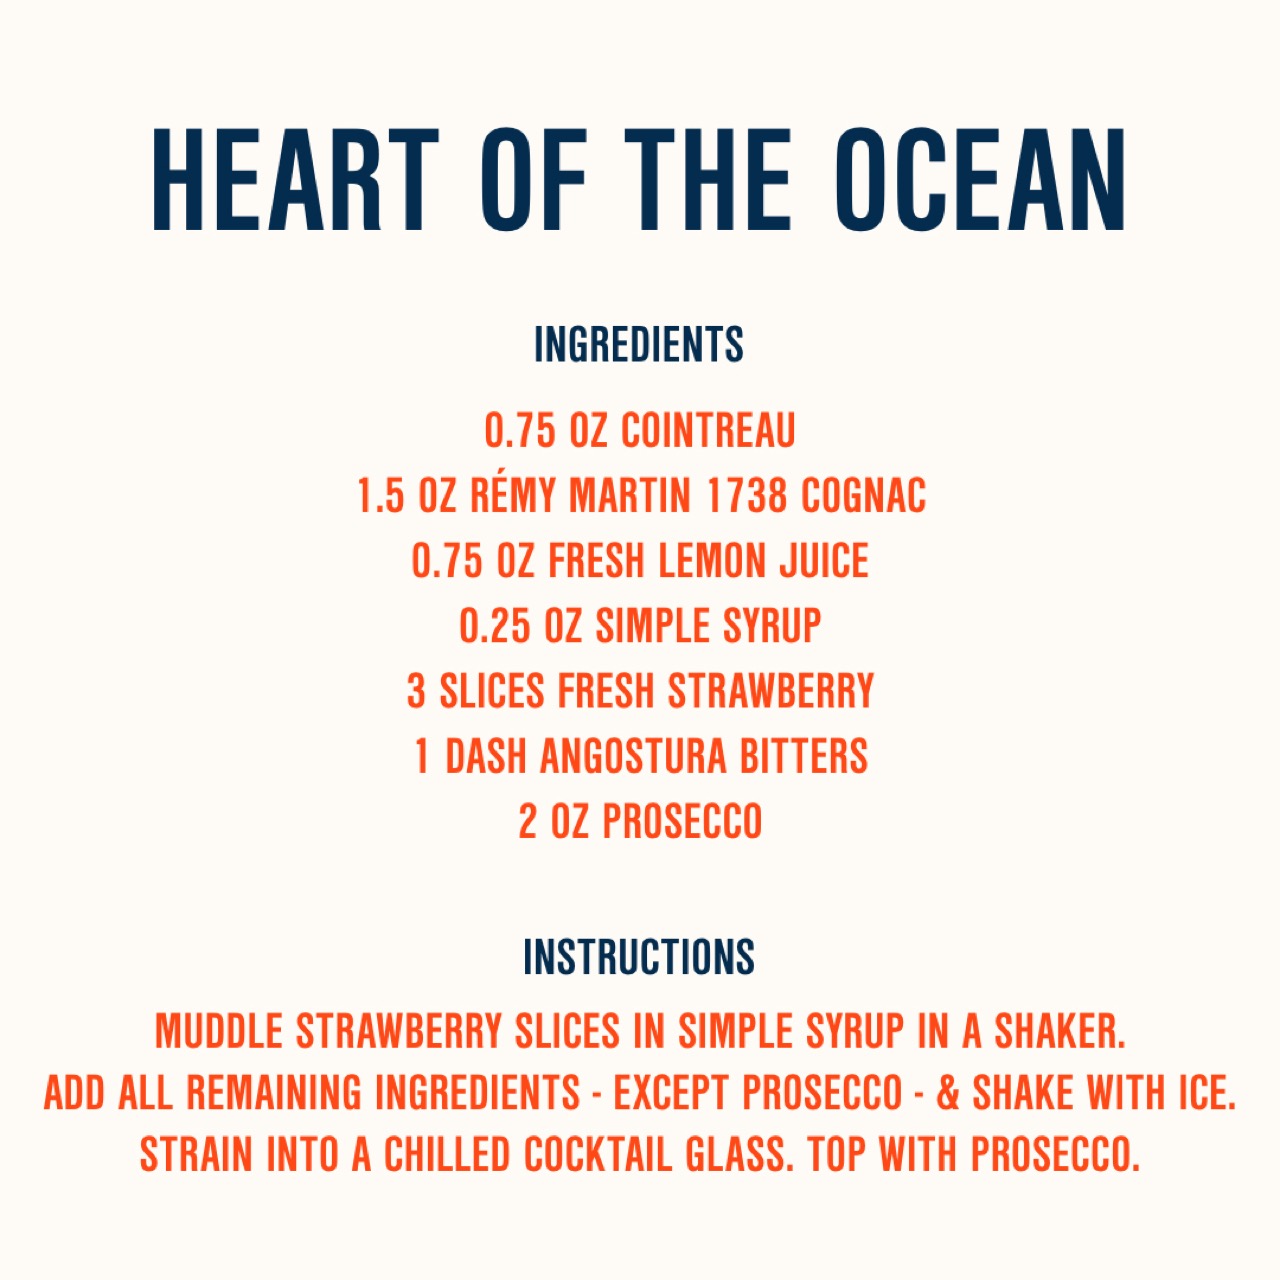 HEART OF THE OCEAN
INGREDIENTS
0.75 OZ COINTREAU
1.5 OZ RÉMY MARTIN 1738 COGNAC
0.75 OZ FRESH LEMON JUICE
0.25 OZ SIMPLE SYRUP
3 SLICES FRESH STRAWBERRY
1 DASH ANGOSTURA BITTERS
2 OZ PROSECCO
INSTRUCTIONS
MUDDLE STRAWBERRY SLICES IN SIMPLE SYRUP IN A SHAKER.
ADD ALL REMAINING INGREDIENTS - EXCEPT PROSECCO - & SHAKE WITH ICE.
STRAIN INTO A CHILLED COCKTAIL GLASS. TOP WITH PROSECCO.